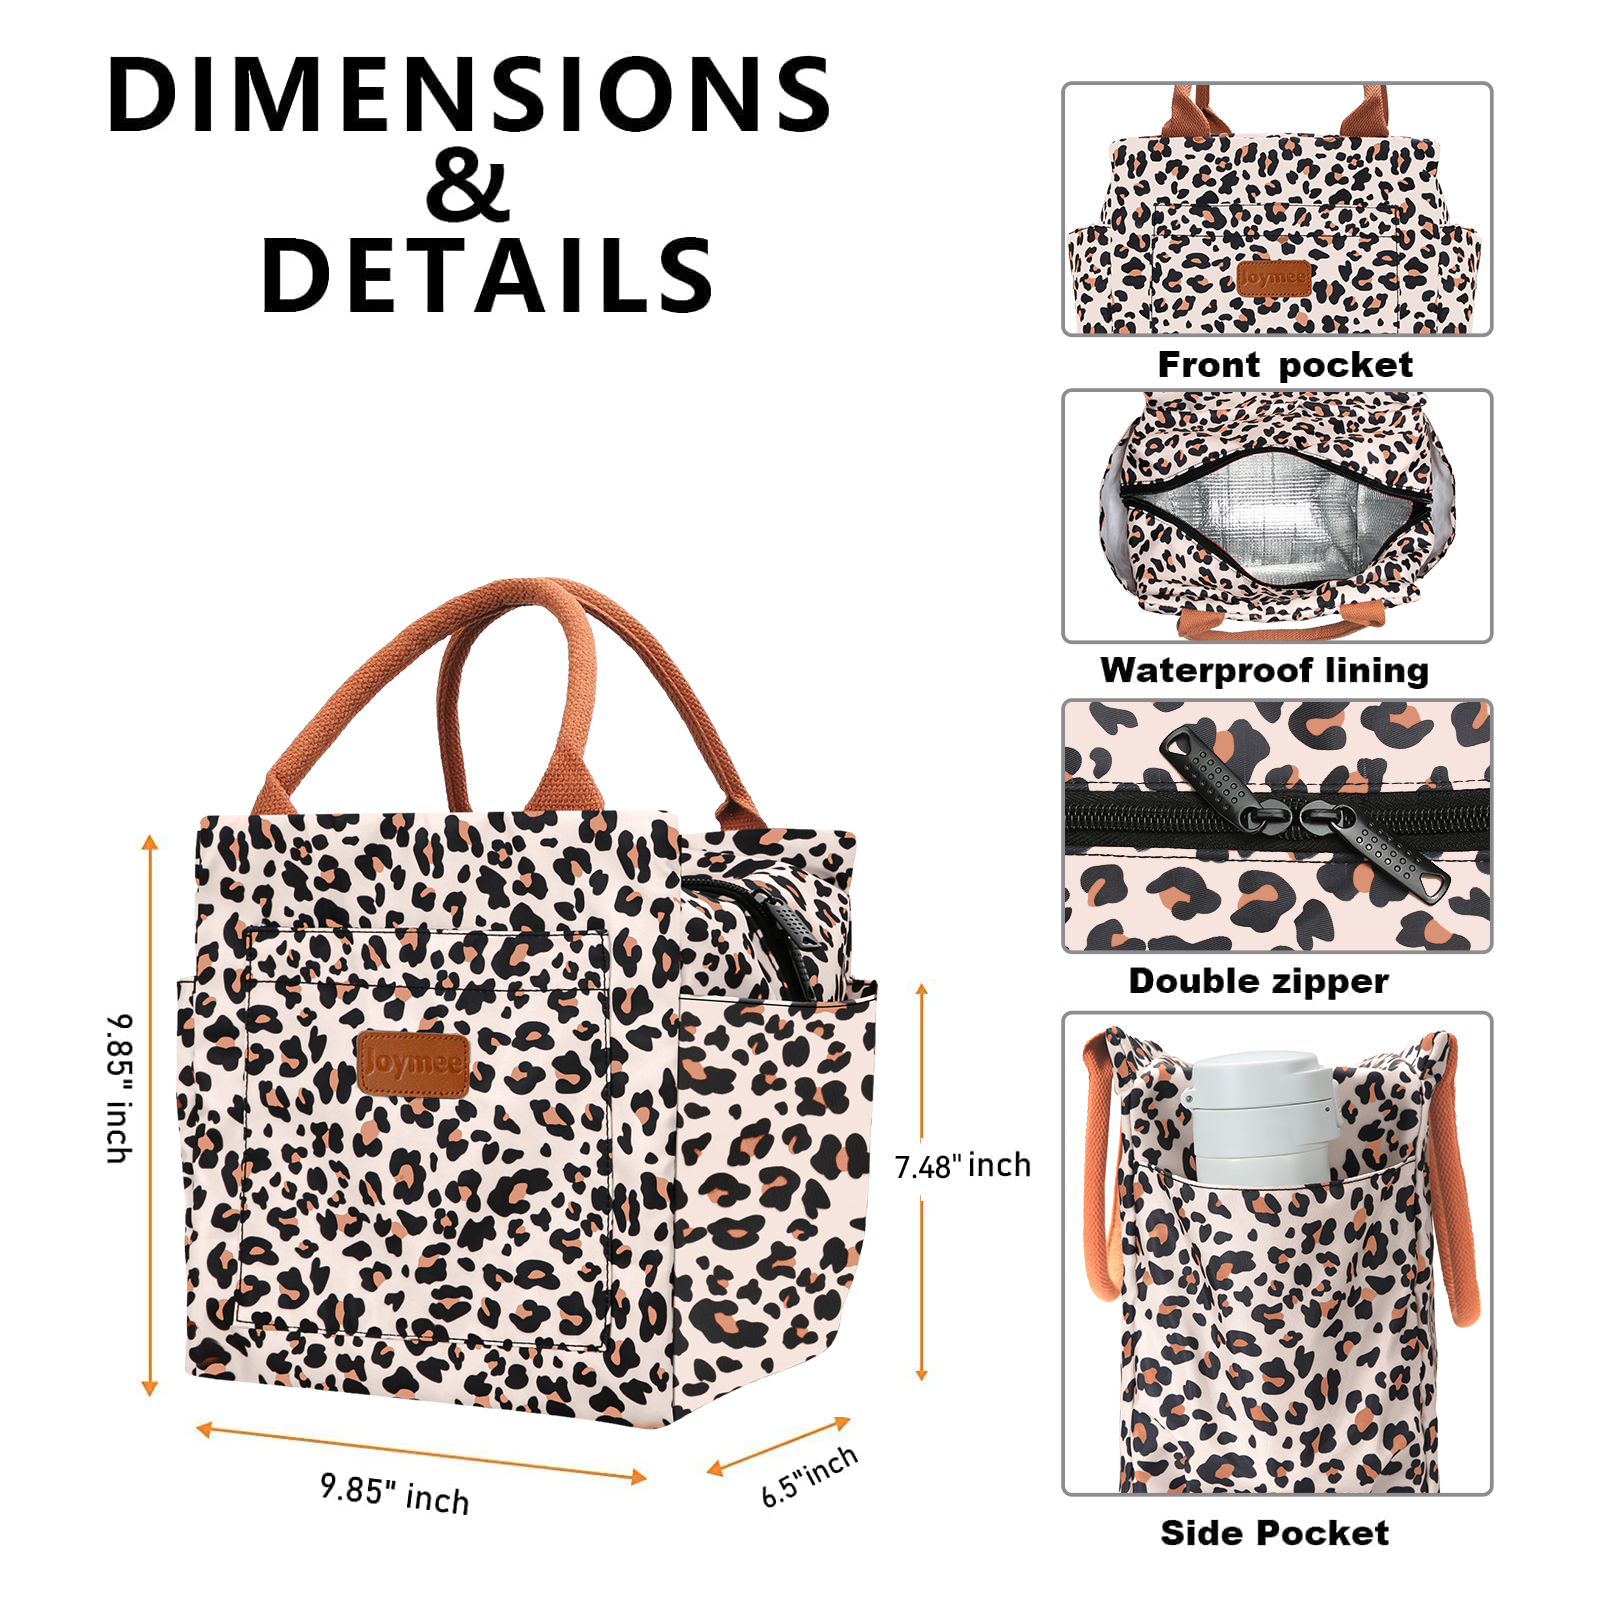 DIMENSIONS
&
DETAILS
Joymee
Front pocket
Waterproof lining
Double zipper
Side Pocket
Joymee
9.85" inch
7.48" inch
9.85" inch
6.5"inch